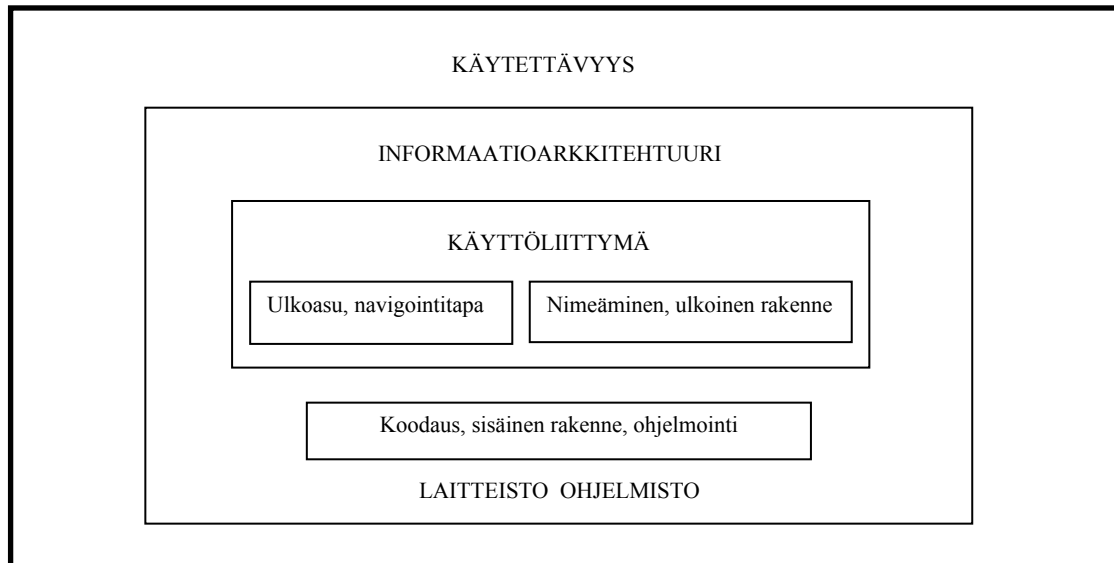 KÄYTETTÄVYYS
INFORMAATIOARKKITEHTUURI
KÄYTTÖLIITTYMÄ
Ulkoasu, navigointitapa
Nimeäminen, ulkoinen rakenne
Koodaus, sisäinen rakenne, ohjelmointi
LAITTEISTO OHJELMISTO